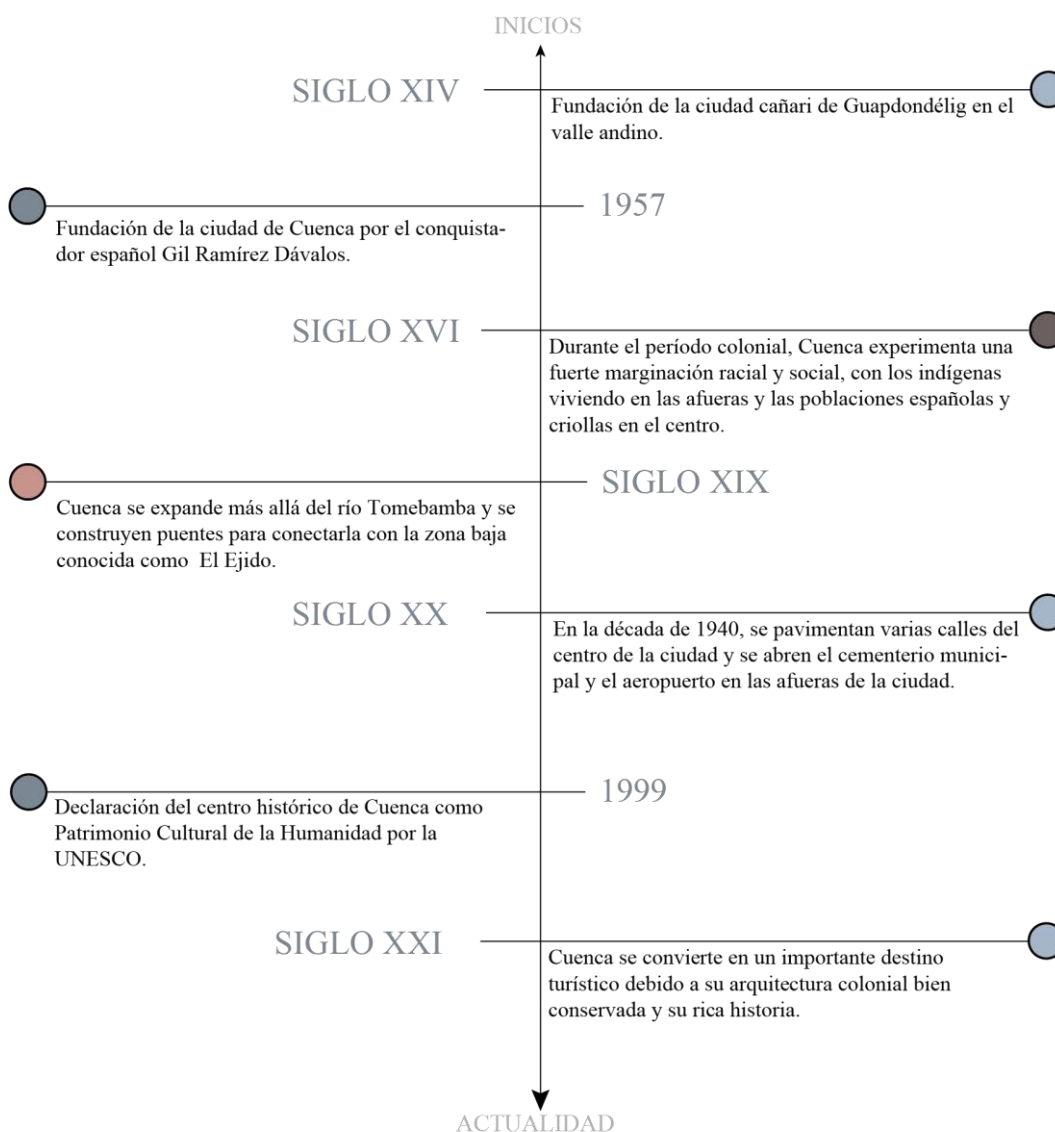 INICIOS
SIGLO XIV
Fundación de la ciudad cañari de Guapdondélig en el
valle andino.
1957
Fundación de la ciudad de Cuenca por el conquista-
dor español Gil Ramírez Dávalos.
SIGLO XVI
Durante el período colonial, Cuenca experimenta una
fuerte marginación racial y social, con los indígenas
viviendo en las afueras y las poblaciones españolas y
criollas en el centro.
SIGLO XIX
Cuenca se expande más allá del río Tomebamba y se
construyen puentes para conectarla con la zona baja
conocida como El Ejido.
SIGLO XX
En la década de 1940, se pavimentan varias calles del
centro de la ciudad y se abren el cementerio munici-
pal y el aeropuerto en las afueras de la ciudad.
1999
Declaración del centro histórico de Cuenca como
Patrimonio Cultural de la Humanidad por la
UNESCO.
SIGLO XXI
Cuenca se convierte en un importante destino
turístico debido a su arquitectura colonial bien
conservada y su rica historia.
ACTUALIDAD